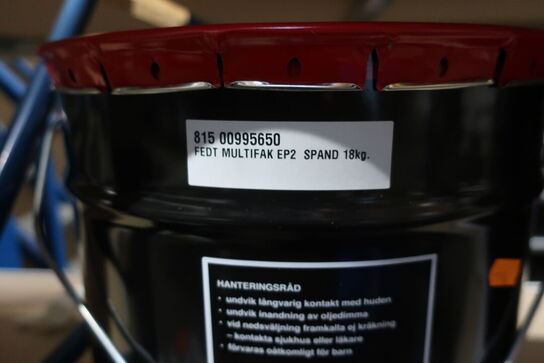 815 00995650
FEDT MULTIFAK EP2 SPAND 18kg.
HANTERINGSRÅD
• undvik långvarig kontakt med huden
• undvik inandning av oljedimma
• vid nedsväljning framkalla ej kräkning
– kontakta sjukhus eller läkare
• förvaras oåtkomligt för barn